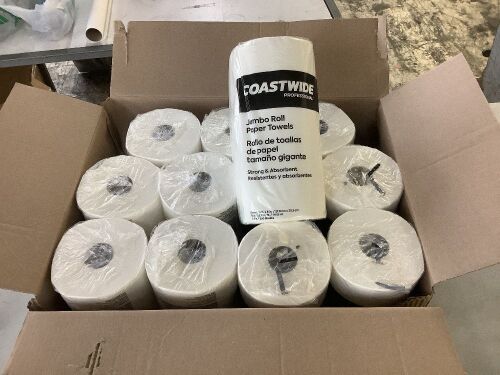 COASTWIDE
PROFESSIONAL
Jumbo Roll
Paper Towels
Rollo de toallas
de papel
tamaño gigante
Strong & Absorbent
Resistentes y absorbentes